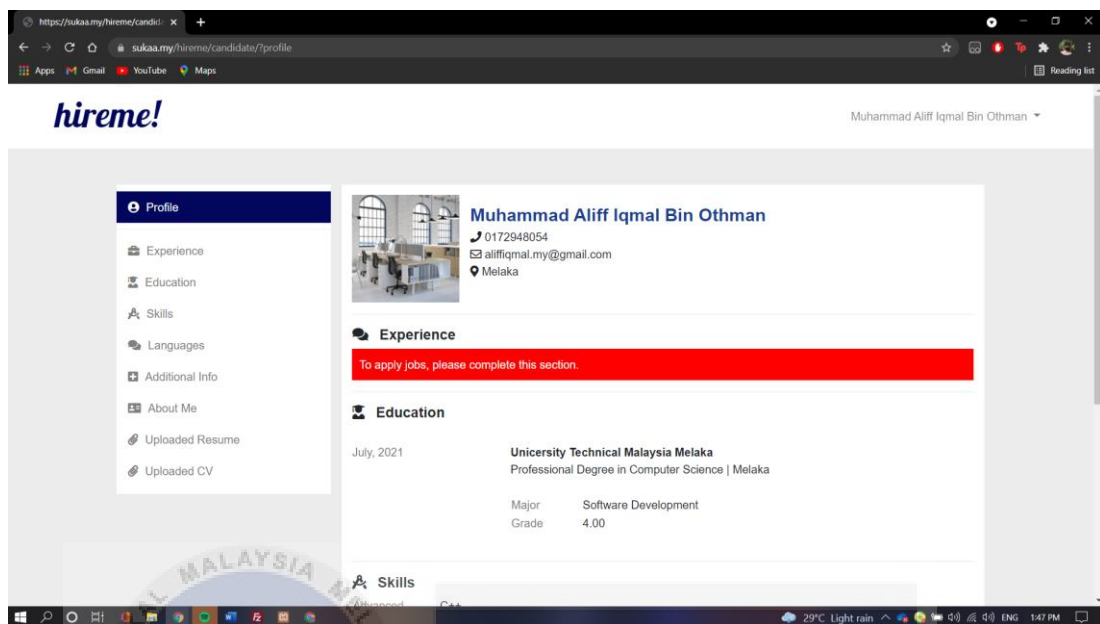 https://sukaa.my/hireme/candid
sukaa.my/hireme/candidate/?profile
Apps Gmail YouTube Maps Reading list
hireme!
Muhammad Aliff Iqmal Bin Othman
Profile
Experience
Education
Skills
Languages
Additional Info
About Me
Uploaded Resume
Uploaded CV
Muhammad Aliff Iqmal Bin Othman
0172948054
aliffiqmal.my@gmail.com
Melaka
Experience
To apply jobs, please complete this section.
Education
July, 2021 Unicersity Technical Malaysia Melaka
Professional Degree in Computer Science | Melaka
Major Software Development
Grade 4.00
Skills
Advanced C++
MALAYSIA
29°C Light rain ENG 1:47 PM